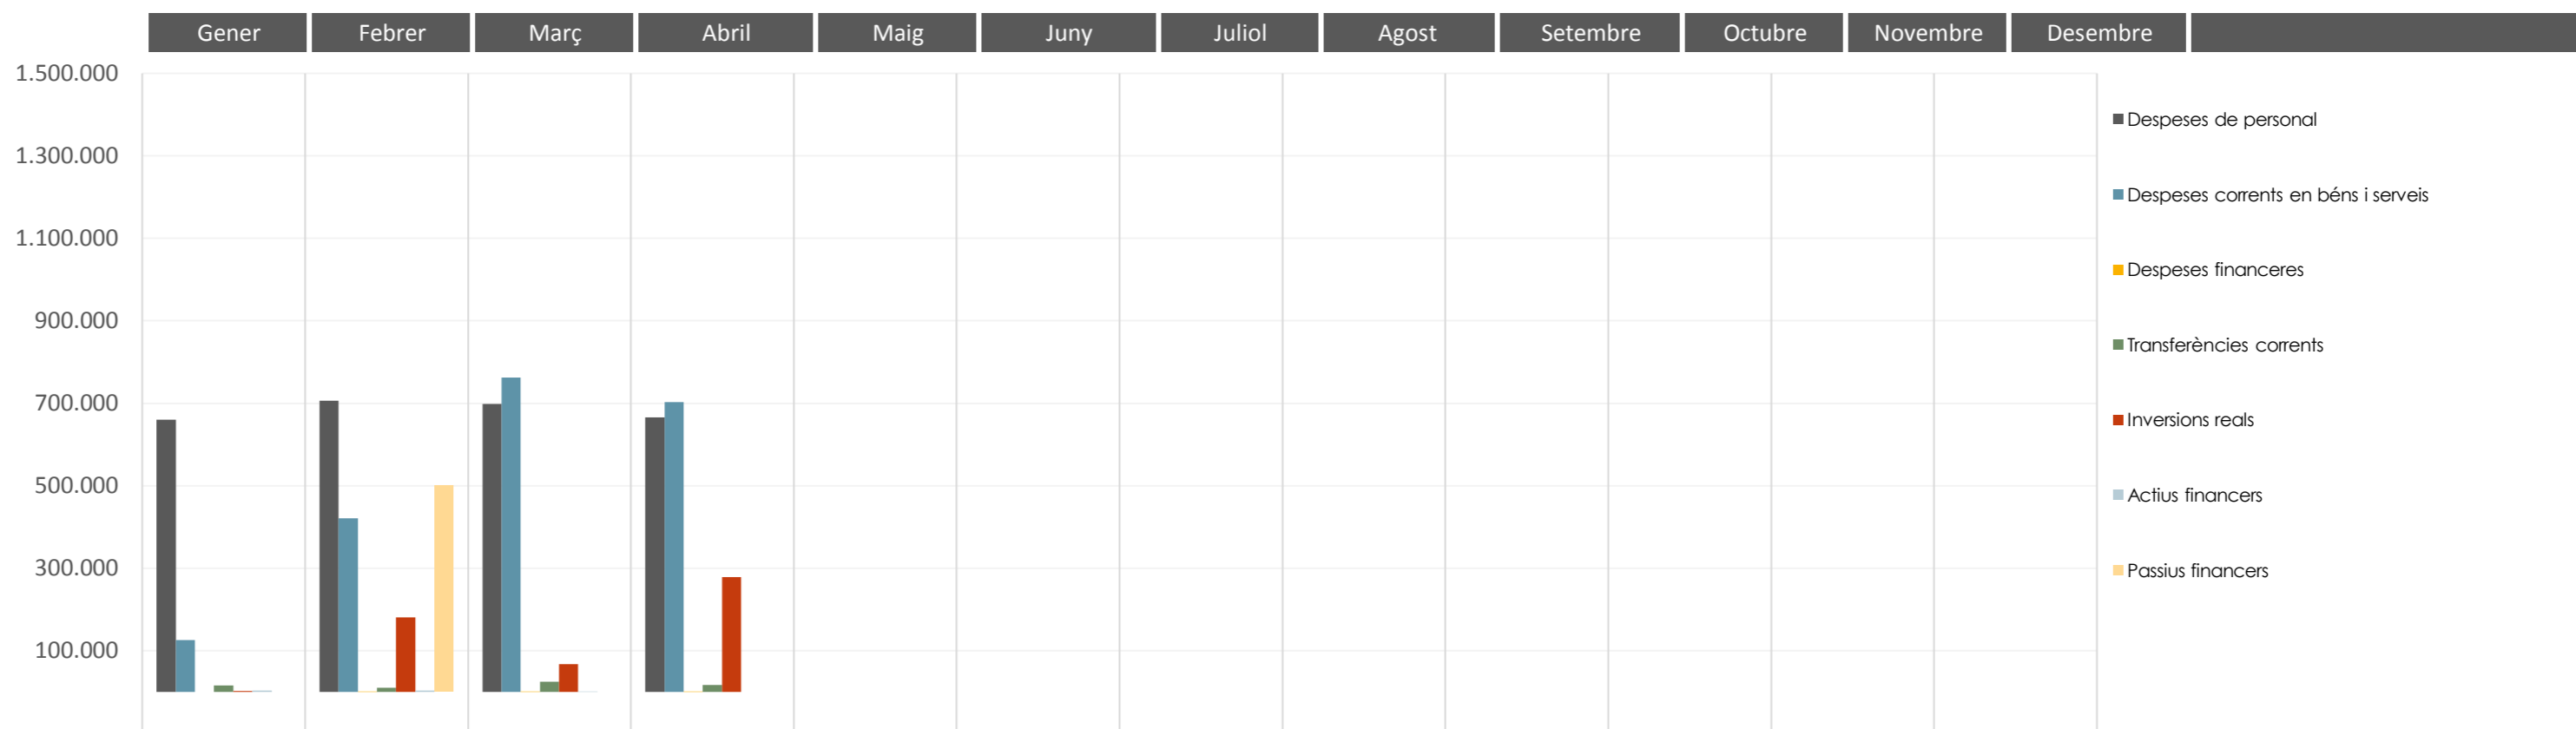 Gener Febrer Març Abril Maig Juny Juliol Agost Setembre Octubre Novembre Desembre
1.500.000
1.300.000
1.100.000
900.000
700.000
500.000
300.000
100.000
Despeses de personal
Despeses corrents en béns i serveis
Despeses financeres
Transferències corrents
Inversions reals
Actius financers
Passius financers